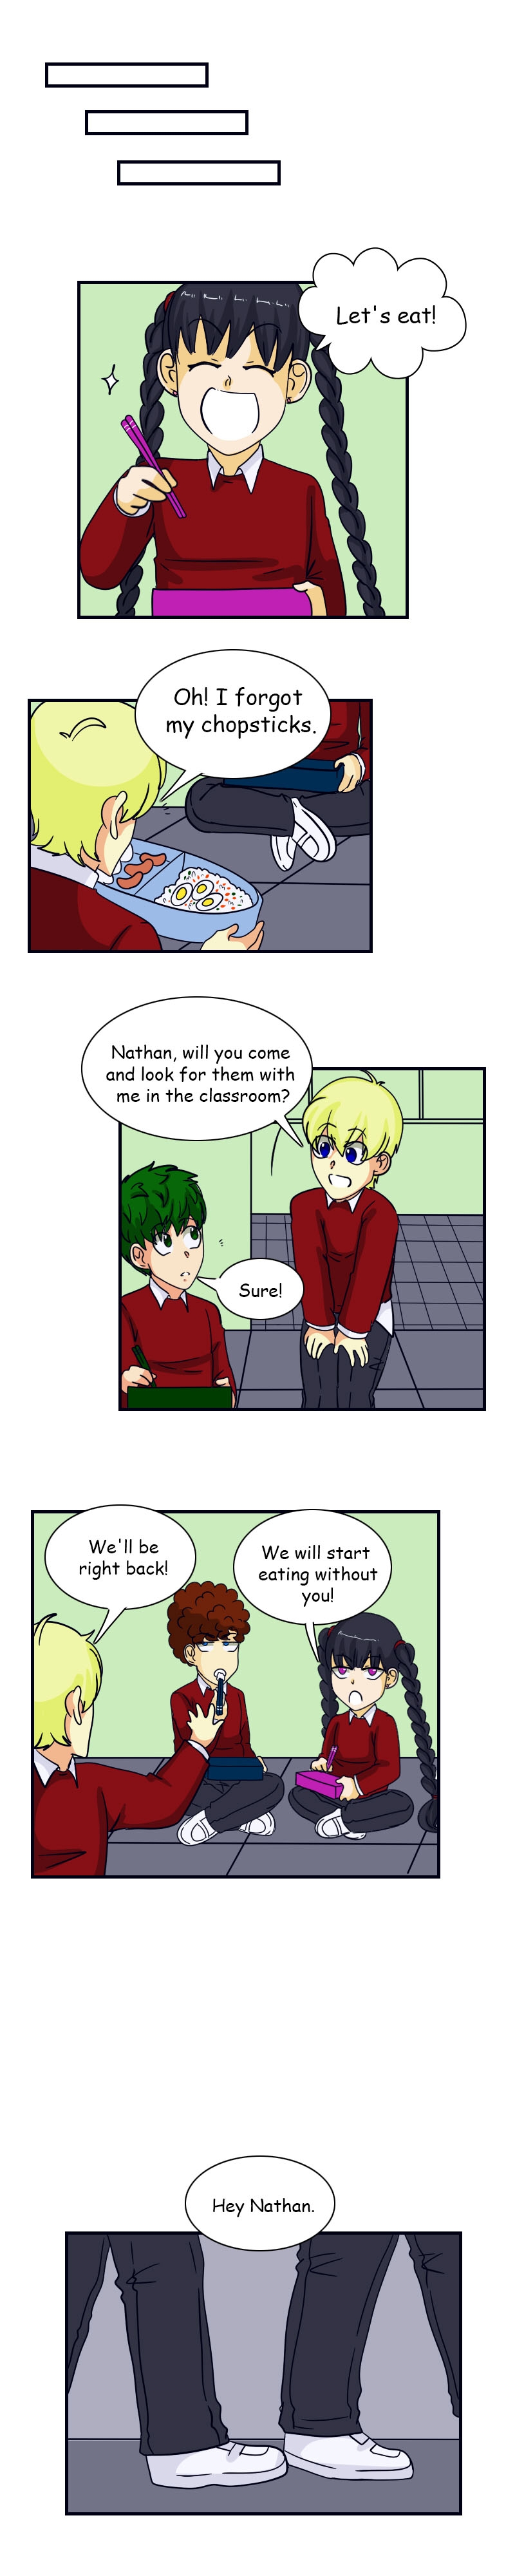 Let's eat!
Oh! I forgot
my chopsticks.
Nathan, will you come
and look for them with
me in the classroom?
Sure!
We'll be
right back!
We will start
eating without
you!
Hey Nathan.